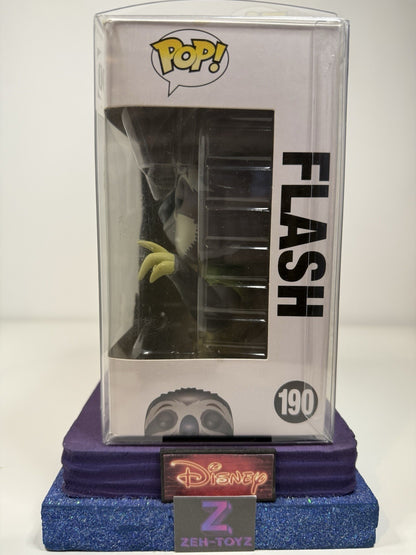 POP!
FLASH
190
Disney
Z
ZEH-TOYZ